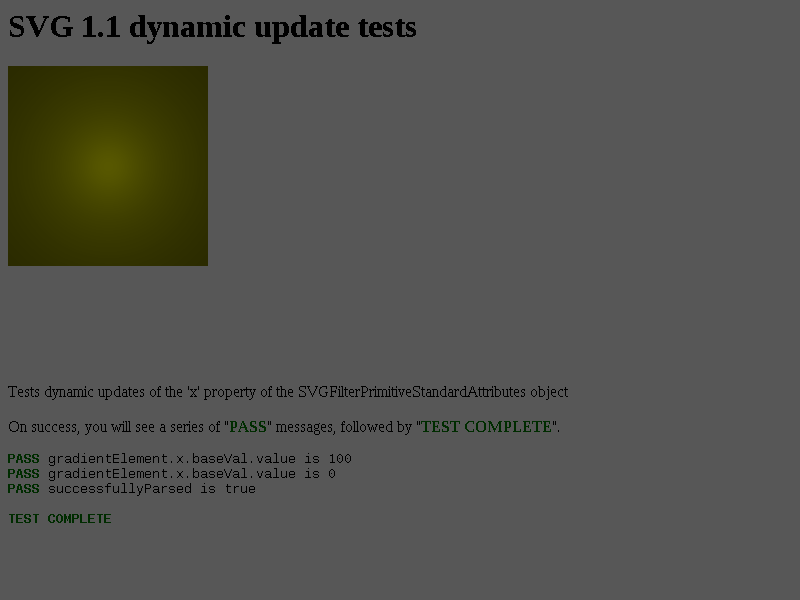 SVG 1.1 dynamic update tests
Tests dynamic updates of the 'x' property of the SVGFilterPrimitiveStandardAttributes object
On success, you will see a series of "PASS" messages, followed by "TEST COMPLETE".
PASS gradientElement.x.baseVal.value is 100
PASS gradientElement.x.baseVal.value is 0
PASS successfullyParsed is true
TEST COMPLETE